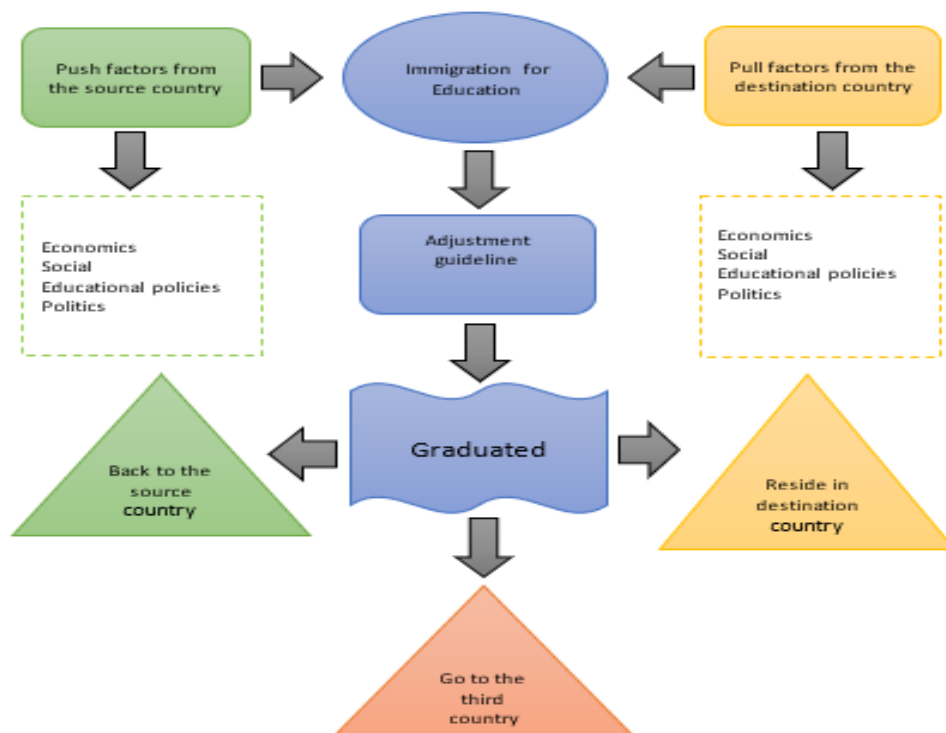 Push factors from
the source country
Immigration for
Education
Pull factors from the
destination country
Economics
Social
Educational policies
Politics
Adjustment
guideline
Economics
Social
Educational policies
Politics
Graduated
Back to the
source
country
Reside in
destination
country
Go to the
third
country